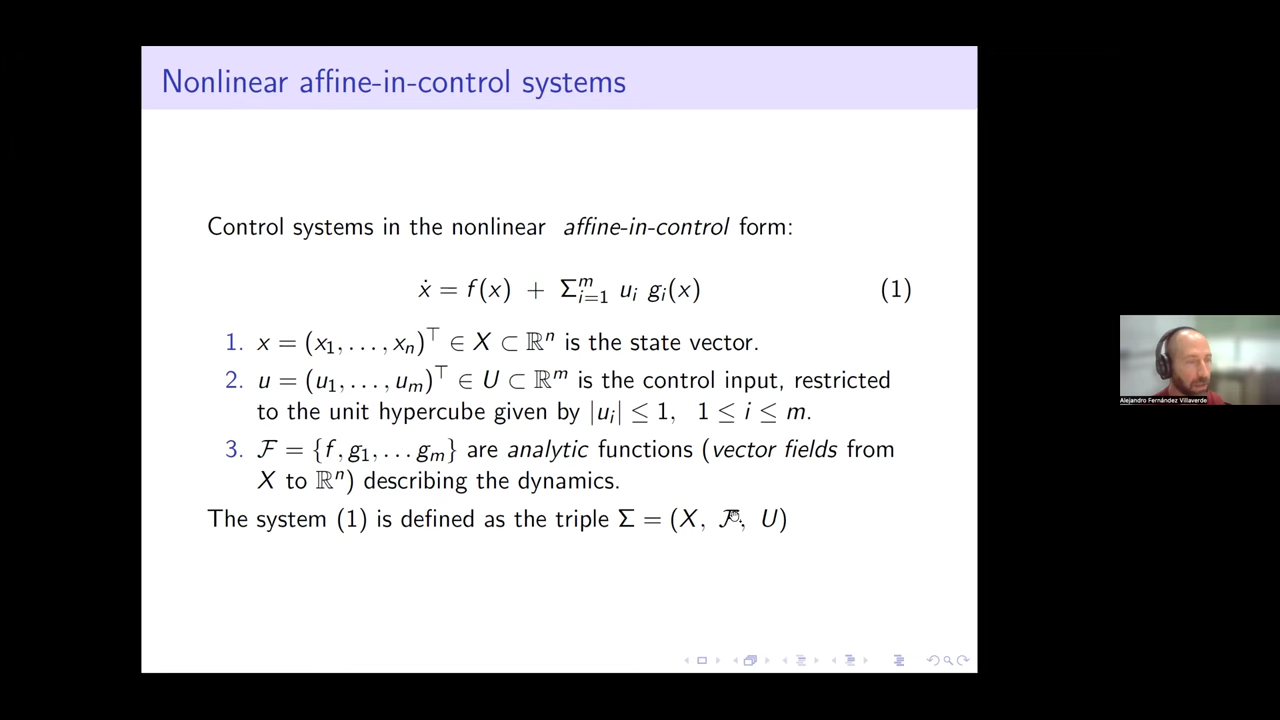 Nonlinear affine-in-control systems
Control systems in the nonlinear affine-in-control form:
ẋ = f(x) + Σᵢ₌₁ᵐ uᵢ gᵢ(x) (1)
1. x = (x₁, . . . , xₙ)⊤ ∈ X ⊂ ℝⁿ is the state vector.
2. u = (u₁, . . . , uₘ)⊤ ∈ U ⊂ ℝᵐ is the control input, restricted
to the unit hypercube given by |uᵢ| ≤ 1, 1 ≤ i ≤ m.
3. ℱ = {f, g₁, . . . gₘ} are analytic functions (vector fields from
X to ℝⁿ) describing the dynamics.
The system (1) is defined as the triple Σ = (X, ℱ, U)
Alejandro Fernández Villaverde